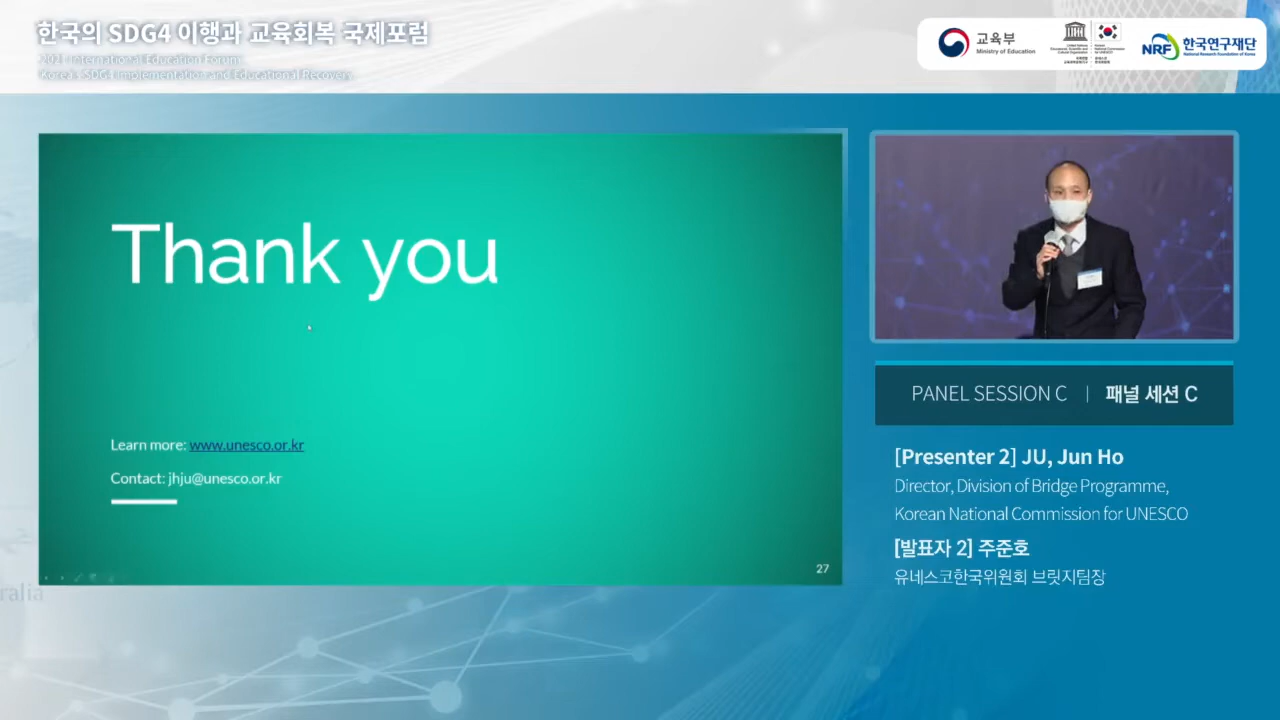 한국의 SDG4 이행과 교육회복 국제포럼
2021 International Education Forum:
Korea's SDG4 Implementation and Educational Recovery
교육부
Ministry of Education
NRF 한국연구재단
National Research Foundation of Korea
Thank you
Learn more: www.unesco.or.kr
Contact: jhju@unesco.or.kr
27
PANEL SESSION C | 패널 세션 C
[Presenter 2] JU, Jun Ho
Director, Division of Bridge Programme,
Korean National Commission for UNESCO
[발표자 2] 주준호
유네스코한국위원회 브릿지팀장
ralia